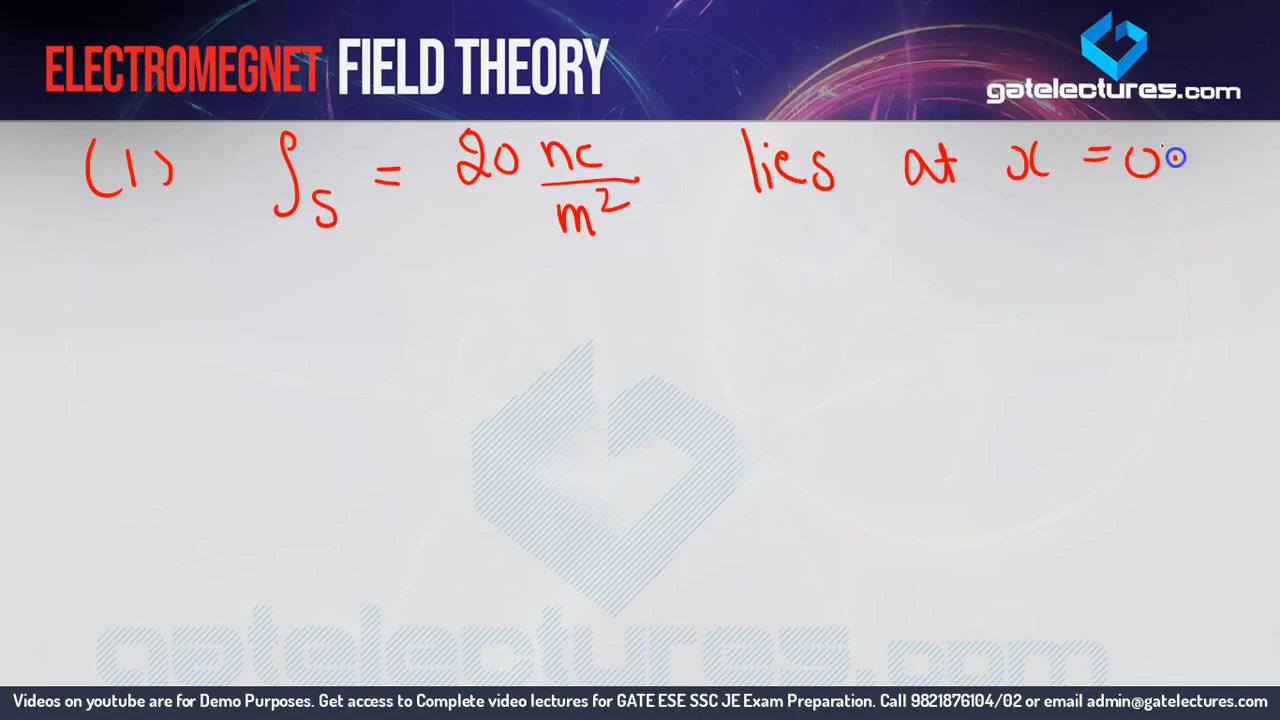 ELECTROMEGNET FIELD THEORY
gatelectures.com
(1) ρs = 20 nc/m² lies at x = 0
gatelectures.com
Videos on youtube are for Demo Purposes. Get access to Complete video lectures for GATE ESE SSC JE Exam Preparation. Call 9821876104/02 or email admin@gatelectures.com